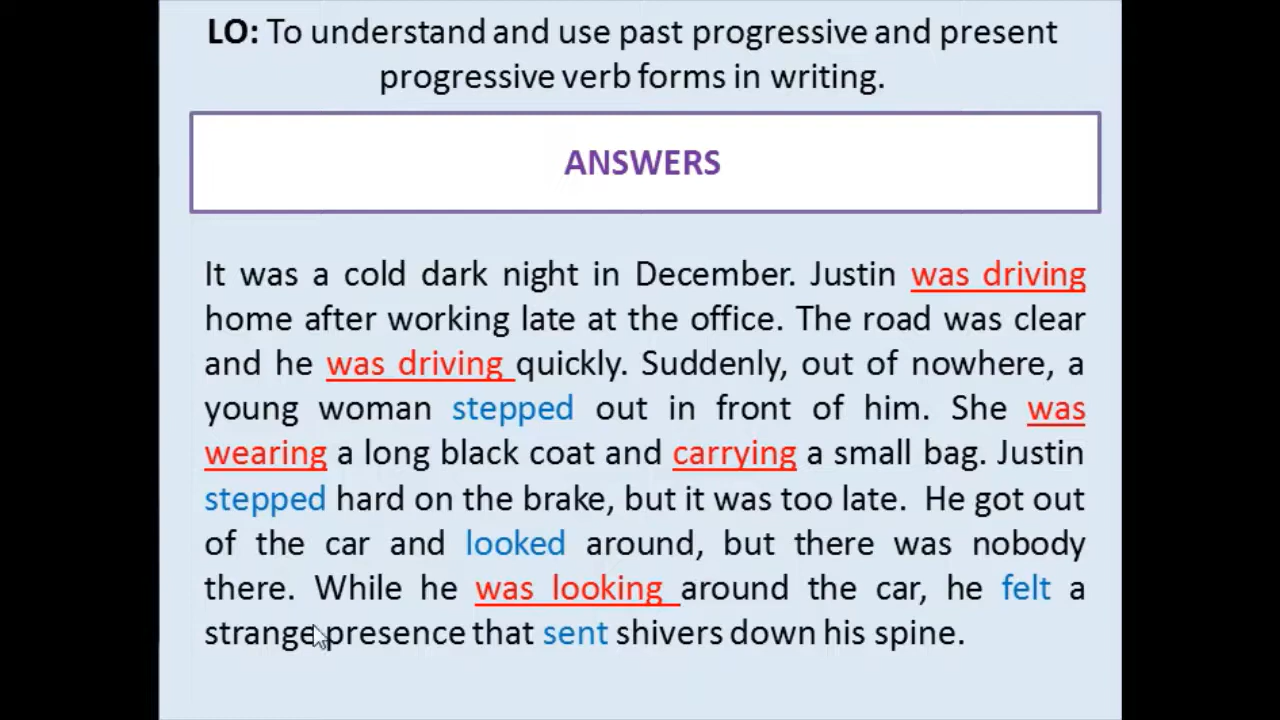 LO: To understand and use past progressive and present
progressive verb forms in writing.
ANSWERS
It was a cold dark night in December. Justin was driving
home after working late at the office. The road was clear
and he was driving quickly. Suddenly, out of nowhere, a
young woman stepped out in front of him. She was
wearing a long black coat and carrying a small bag. Justin
stepped hard on the brake, but it was too late. He got out
of the car and looked around, but there was nobody
there. While he was looking around the car, he felt a
strange presence that sent shivers down his spine.